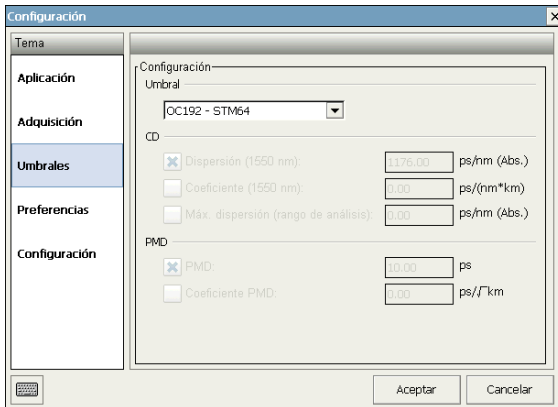 Configuración
Tema
Aplicación
Adquisición
Umbrales
Preferencias
Configuración
Configuración
Umbral
OC192 - STM64
CD
Dispersión (1550 nm): 1176.00 ps/nm (Abs.)
Coeficiente (1550 nm): 0.00 ps/(nm*km)
Máx. dispersión (rango de análisis): 0.00 ps/nm (Abs.)
PMD
PMD: 10.00 ps
Coeficiente PMD: 0.00 ps/√km
Aceptar Cancelar